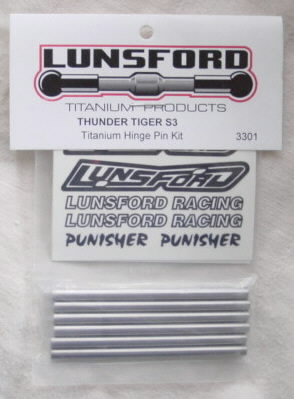 LUNSFORD
TITANIUM PRODUCTS
THUNDER TIGER S3
Titanium Hinge Pin Kit 3301
LUNSFORD
LUNSFORD RACING
LUNSFORD RACING
PUNISHER PUNISHER